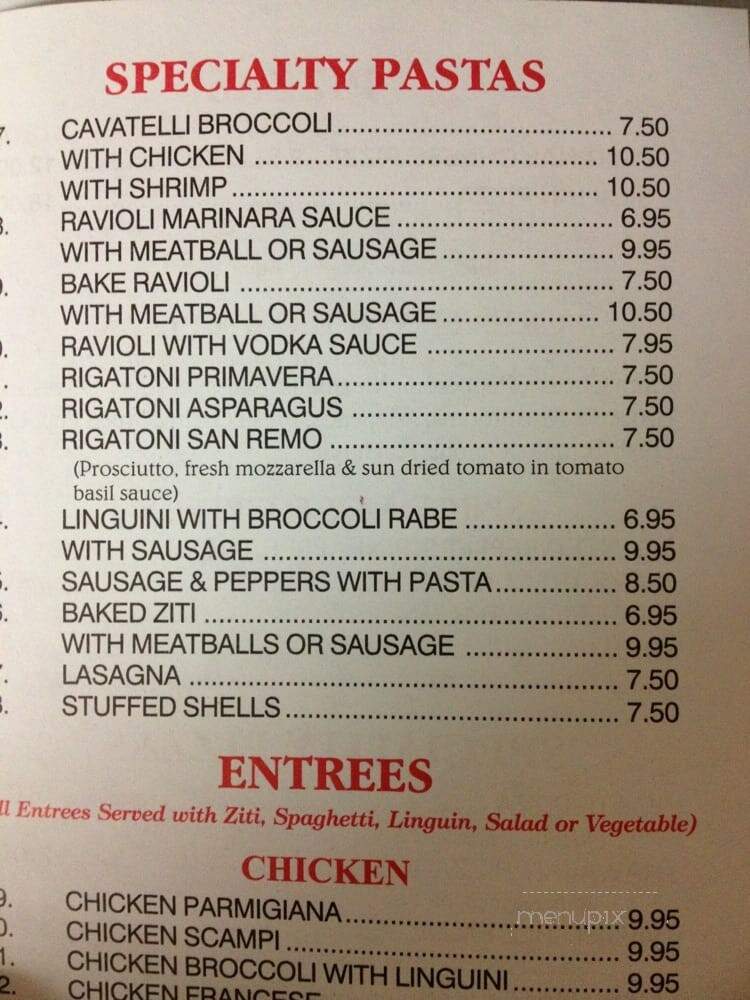 SPECIALTY PASTAS
7. CAVATELLI BROCCOLI 7.50
WITH CHICKEN 10.50
WITH SHRIMP 10.50
RAVIOLI MARINARA SAUCE 6.95
WITH MEATBALL OR SAUSAGE 9.95
BAKE RAVIOLI 7.50
WITH MEATBALL OR SAUSAGE 10.50
RAVIOLI WITH VODKA SAUCE 7.95
RIGATONI PRIMAVERA 7.50
RIGATONI ASPARAGUS 7.50
RIGATONI SAN REMO 7.50
(Prosciutto, fresh mozzarella & sun dried tomato in tomato
basil sauce)
LINGUINI WITH BROCCOLI RABE 6.95
WITH SAUSAGE 9.95
SAUSAGE & PEPPERS WITH PASTA 8.50
BAKED ZITI 6.95
WITH MEATBALLS OR SAUSAGE 9.95
LASAGNA 7.50
STUFFED SHELLS 7.50
ENTREES
Entrees Served with Ziti, Spaghetti, Linguin, Salad or Vegetable)
CHICKEN
CHICKEN PARMIGIANA 9.95
CHICKEN SCAMPI 9.95
CHICKEN BROCCOLI WITH LINGUINI 9.95
CHICKEN FRANCESE
menupix